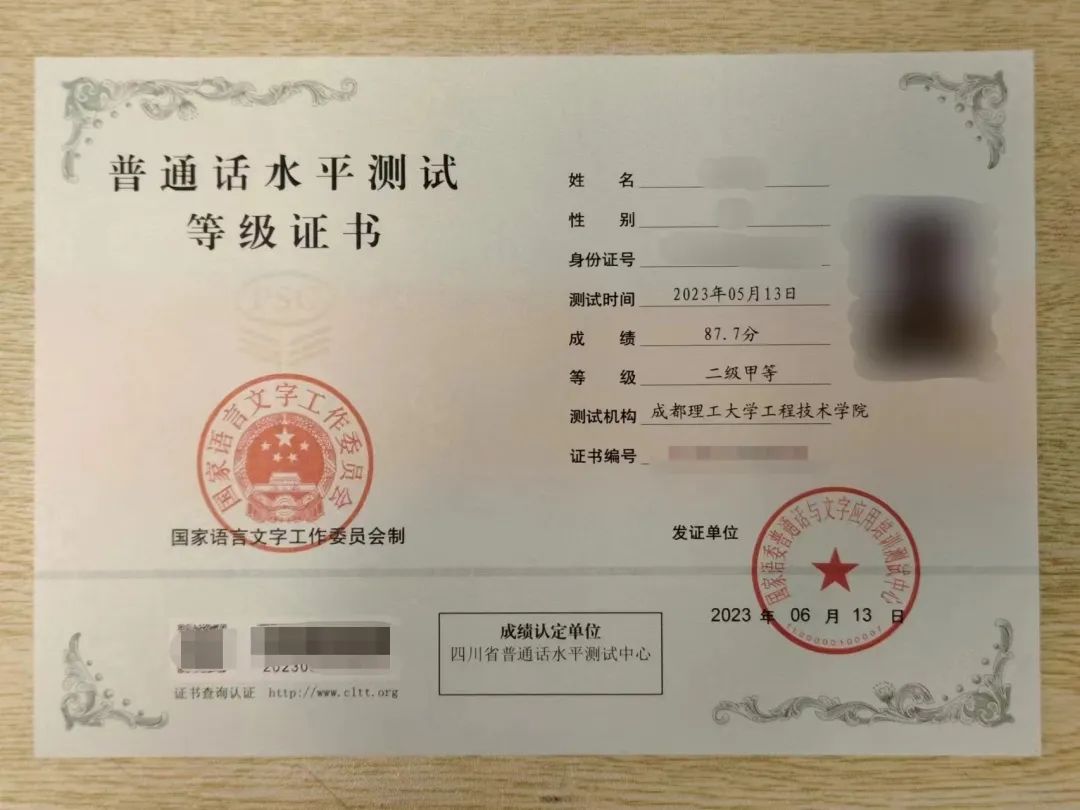 普通话水平测试
等级证书
PSC
国家语言文字工作委员会
国家语言文字工作委员会制
姓 名
性 别
身份证号
测试时间 2023年05月13日
成 绩 87.7分
等 级 二级甲等
测试机构 成都理工大学工程技术学院
证书编号
发证单位
国家语委普通话与文字应用培训测试中心
2023 年 06 月 13 日
20230
证书查询认证 http://www.cltt.org
成绩认定单位
四川省普通话水平测试中心